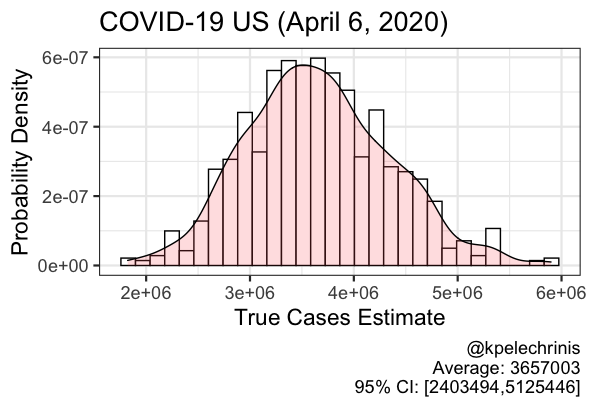 COVID-19 US (April 6, 2020)
6e-07
4e-07
2e-07
0e+00
Probability Density
2e+06 3e+06 4e+06 5e+06 6e+06
True Cases Estimate
@kpelechrinis
Average: 3657003
95% CI: [2403494,5125446]